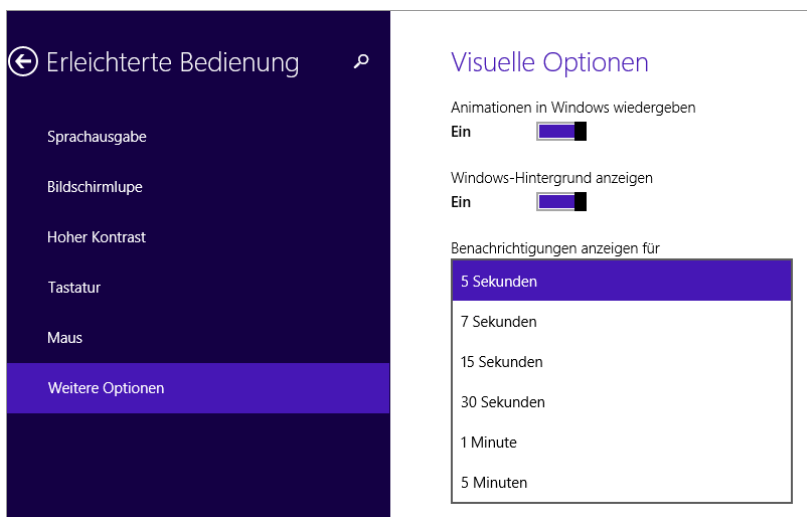 Erleichterte Bedienung
Sprachausgabe
Bildschirmlupe
Hoher Kontrast
Tastatur
Maus
Weitere Optionen
Visuelle Optionen
Animationen in Windows wiedergeben
Ein
Windows-Hintergrund anzeigen
Ein
Benachrichtigungen anzeigen für
5 Sekunden
7 Sekunden
15 Sekunden
30 Sekunden
1 Minute
5 Minuten